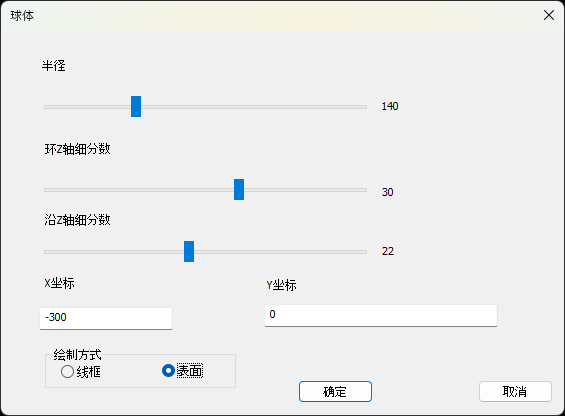 球体
半径
140
环Z轴细分数
30
沿Z轴细分数
22
X坐标 Y坐标
-300 0
绘制方式
线框 表面
确定 取消